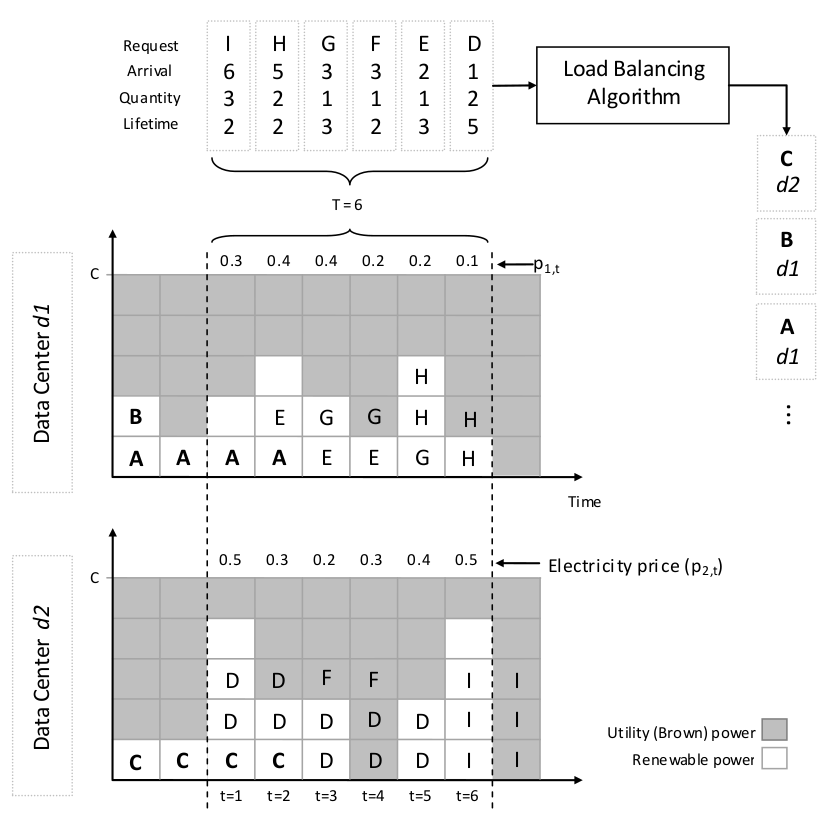 Request I H G F E D
Arrival 6 5 3 3 2 1
Quantity 3 2 1 1 1 2
Lifetime 2 2 3 2 3 5
Load Balancing
Algorithm
C
d2
B
d1
A
d1
⋮
T = 6
0.3 0.4 0.4 0.2 0.2 0.1 p1,t
C
Data Center d1
H
B E G G H H
A A A A E E G H
Time
0.5 0.3 0.2 0.3 0.4 0.5 Electricity price (p2,t)
C
Data Center d2
D D F F I I
D D D D D I I
C C C C D D D I I
t=1 t=2 t=3 t=4 t=5 t=6
Utility (Brown) power
Renewable power